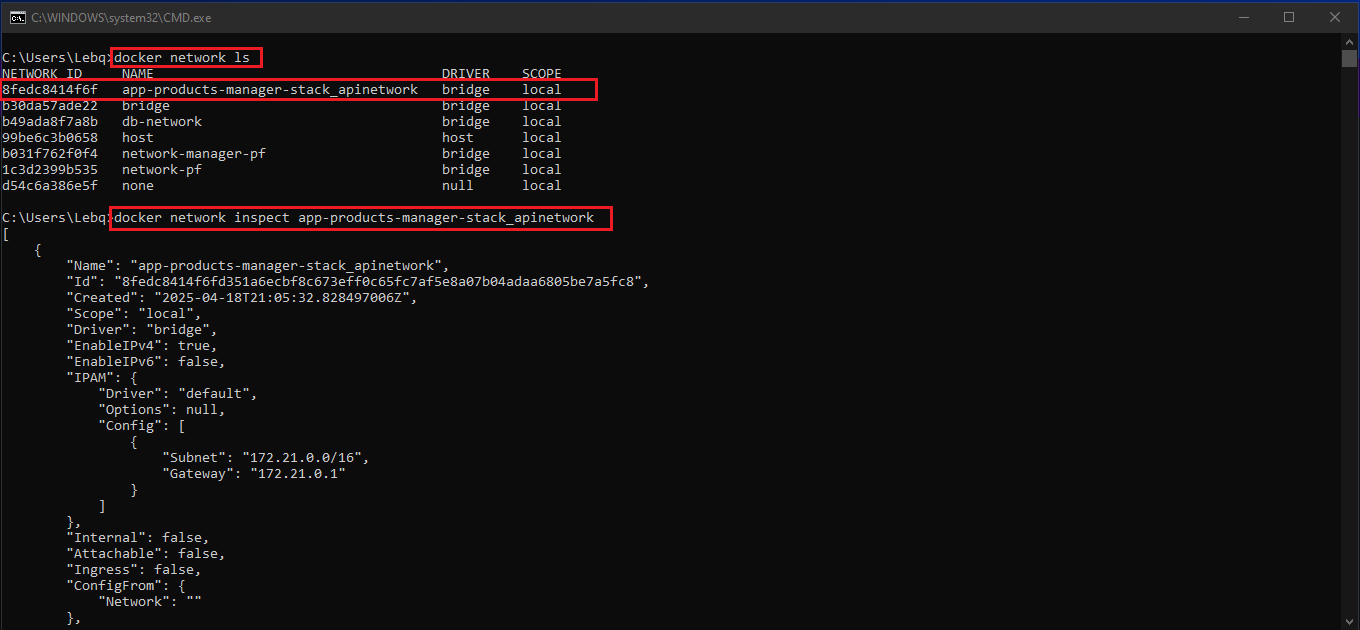 C:\WINDOWS\system32\CMD.exe
C:\Users\Lebq>docker network ls
NETWORK ID     NAME                                    DRIVER    SCOPE
8fedc8414f6f   app-products-manager-stack_apinetwork   bridge    local
b30da57ade22   bridge                                  bridge    local
b49ada8f7a8b   db-network                              bridge    local
99be6c3b0658   host                                    host      local
b031f762f0f4   network-manager-pf                      bridge    local
1c3d2399b535   network-pf                              bridge    local
d54c6a386e5f   none                                    null      local
C:\Users\Lebq>docker network inspect app-products-manager-stack_apinetwork
[
    {
        "Name": "app-products-manager-stack_apinetwork",
        "Id": "8fedc8414f6fd351a6ecbf8c673eff0c65fc7af5e8a07b04adaa6805be7a5fc8",
        "Created": "2025-04-18T21:05:32.828497006Z",
        "Scope": "local",
        "Driver": "bridge",
        "EnableIPv4": true,
        "EnableIPv6": false,
        "IPAM": {
            "Driver": "default",
            "Options": null,
            "Config": [
                {
                    "Subnet": "172.21.0.0/16",
                    "Gateway": "172.21.0.1"
                }
            ]
        },
        "Internal": false,
        "Attachable": false,
        "Ingress": false,
        "ConfigFrom": {
            "Network": ""
        },